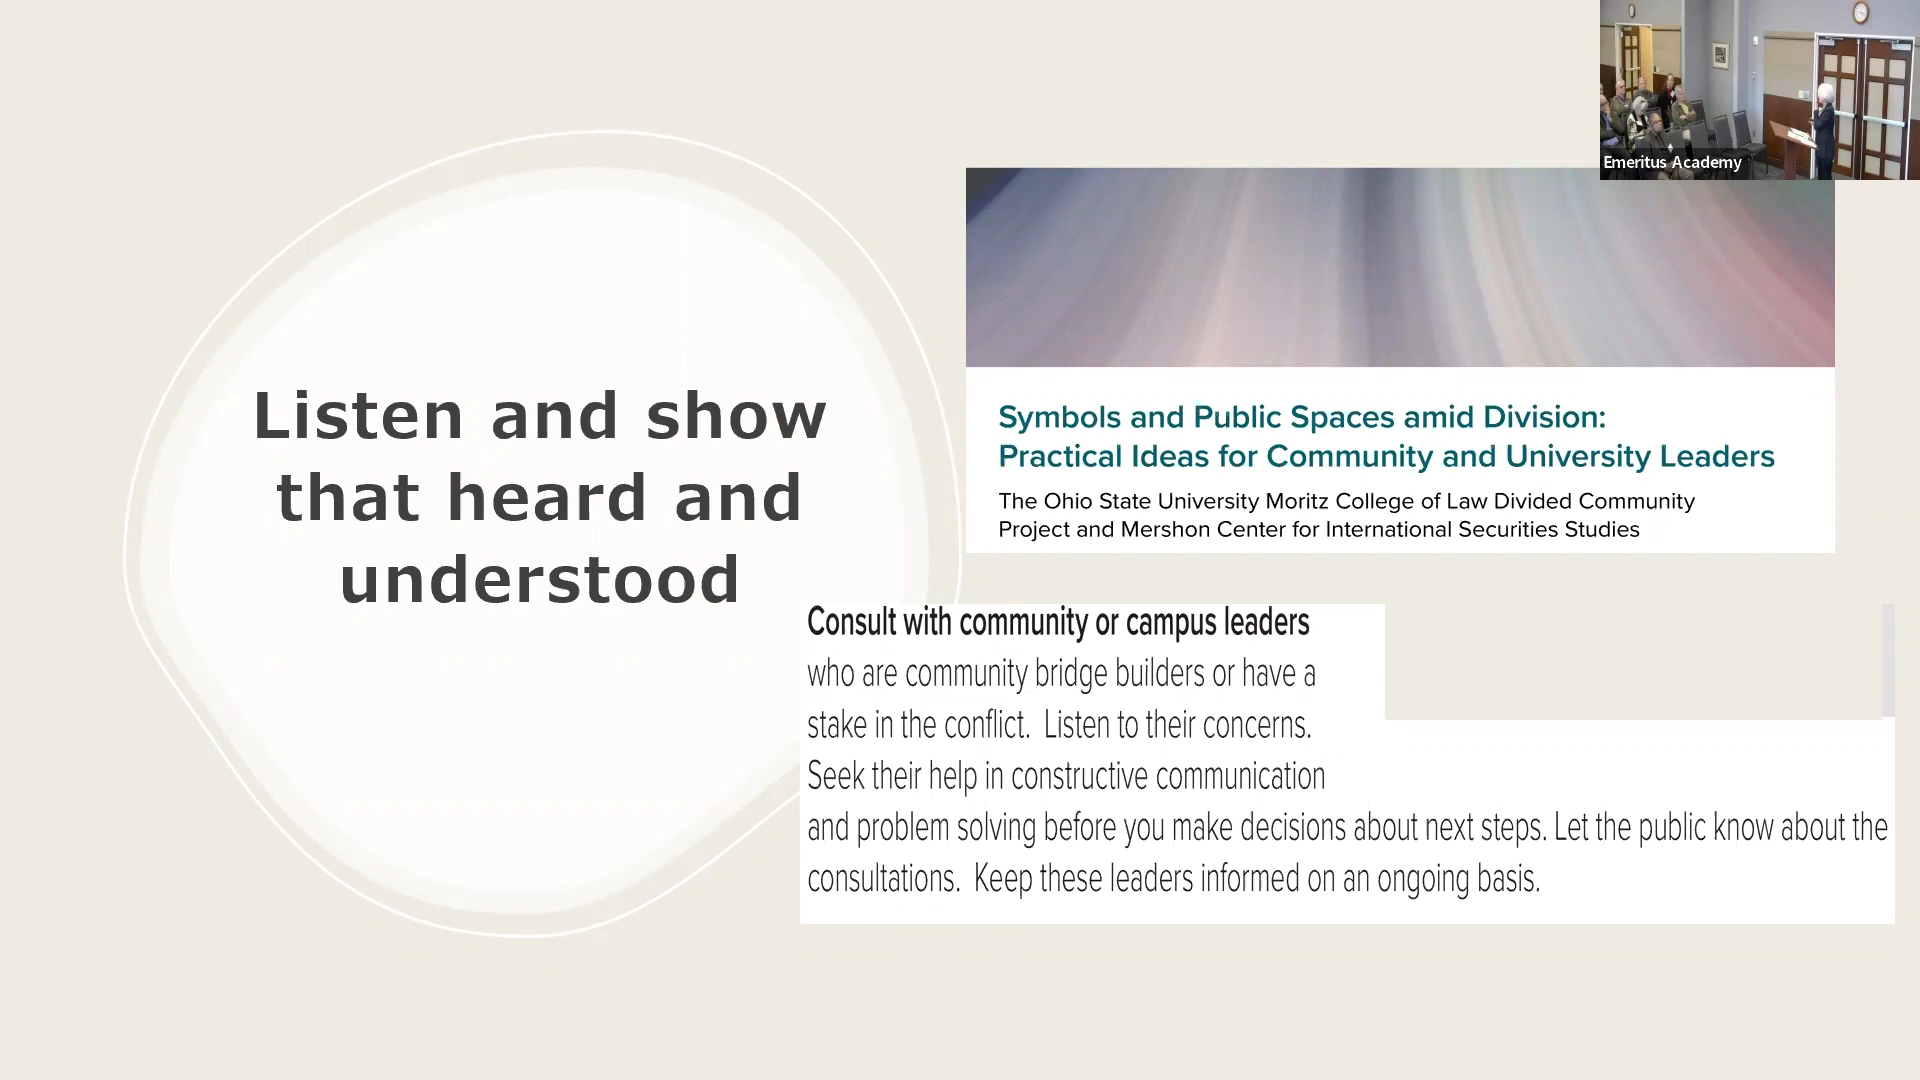 Emeritus Academy
Listen and show
that heard and
understood
Symbols and Public Spaces amid Division:
Practical Ideas for Community and University Leaders
The Ohio State University Moritz College of Law Divided Community
Project and Mershon Center for International Securities Studies
Consult with community or campus leaders
who are community bridge builders or have a
stake in the conflict.  Listen to their concerns.
Seek their help in constructive communication
and problem solving before you make decisions about next steps. Let the public know about the
consultations.  Keep these leaders informed on an ongoing basis.